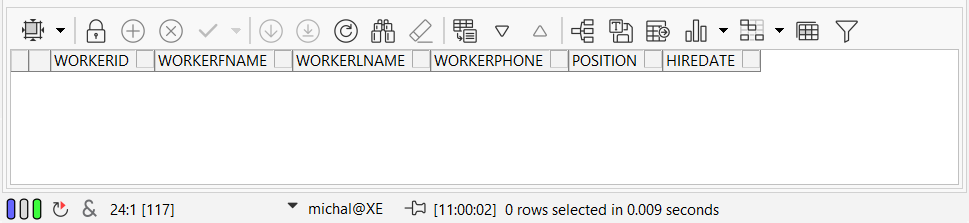 WORKERID WORKERFNAME WORKERLNAME WORKERPHONE POSITION HIREDATE
& 24:1 [117] michal@XE [11:00:02] 0 rows selected in 0.009 seconds